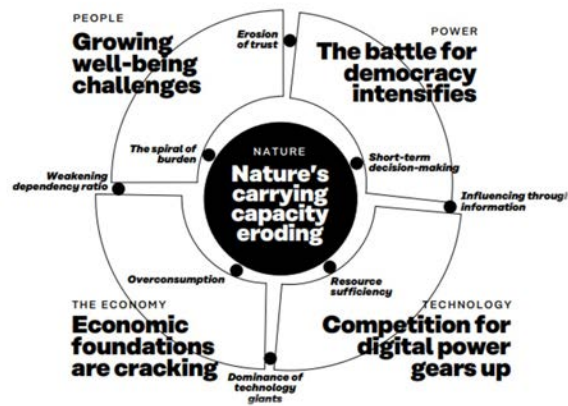 PEOPLE
Growing
well-being
challenges
Erosion
of trust
POWER
The battle for
democracy
intensifies
The spiral of
burden
NATURE
Nature's
carrying
capacity
eroding
Short-term
decision-making
Weakening
dependency ratio
Influencing through
information
Overconsumption
Resource
sufficiency
THE ECONOMY
Economic
foundations
are cracking
TECHNOLOGY
Competition for
digital power
gears up
Dominance of
technology
giants